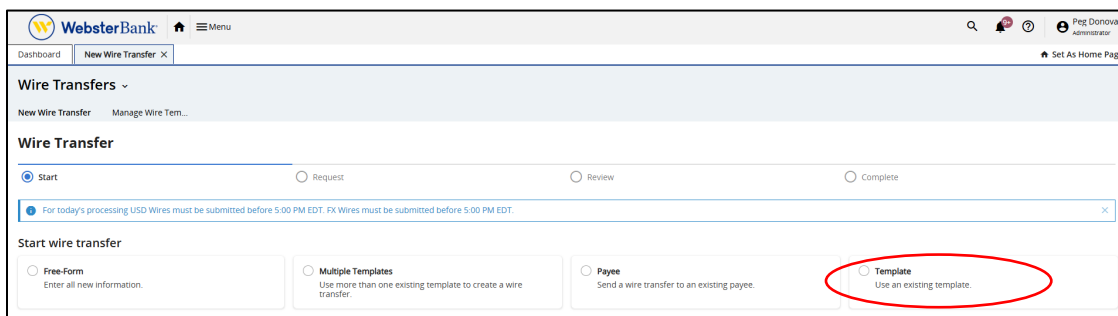 WebsterBank Menu 9+ Peg Donova
Administrator
Dashboard New Wire Transfer × Set As Home Pag
Wire Transfers
New Wire Transfer Manage Wire Tem...
Wire Transfer
Start Request Review Complete
For today's processing USD Wires must be submitted before 5:00 PM EDT. FX Wires must be submitted before 5:00 PM EDT.
Start wire transfer
Free-Form
Enter all new information.
Multiple Templates
Use more than one existing template to create a wire
transfer.
Payee
Send a wire transfer to an existing payee.
Template
Use an existing template.